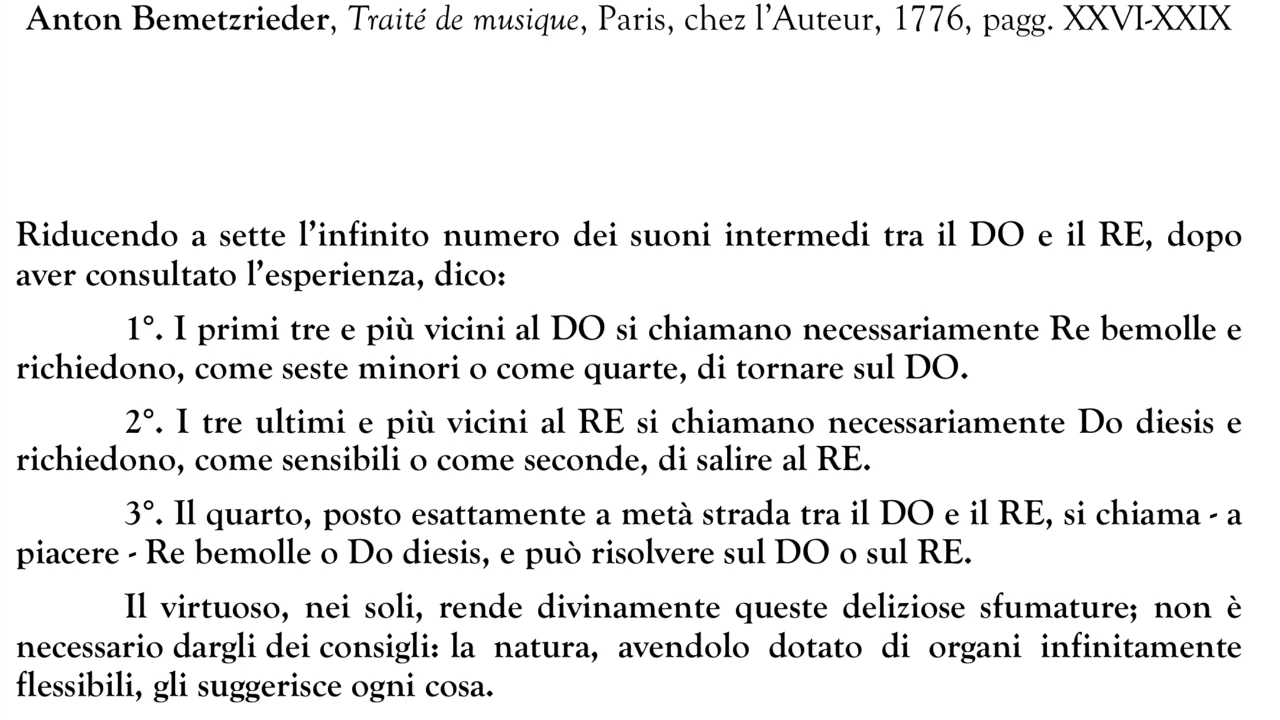 Anton Bemetzrieder, Traité de musique, Paris, chez l'Auteur, 1776, pagg. XXVI-XXIX
Riducendo a sette l'infinito numero dei suoni intermedi tra il DO e il RE, dopo
aver consultato l'esperienza, dico:
1°. I primi tre e più vicini al DO si chiamano necessariamente Re bemolle e
richiedono, come seste minori o come quarte, di tornare sul DO.
2°. I tre ultimi e più vicini al RE si chiamano necessariamente Do diesis e
richiedono, come sensibili o come seconde, di salire al RE.
3°. Il quarto, posto esattamente a metà strada tra il DO e il RE, si chiama - a
piacere - Re bemolle o Do diesis, e può risolvere sul DO o sul RE.
Il virtuoso, nei soli, rende divinamente queste deliziose sfumature; non è
necessario dargli dei consigli: la natura, avendolo dotato di organi infinitamente
flessibili, gli suggerisce ogni cosa.